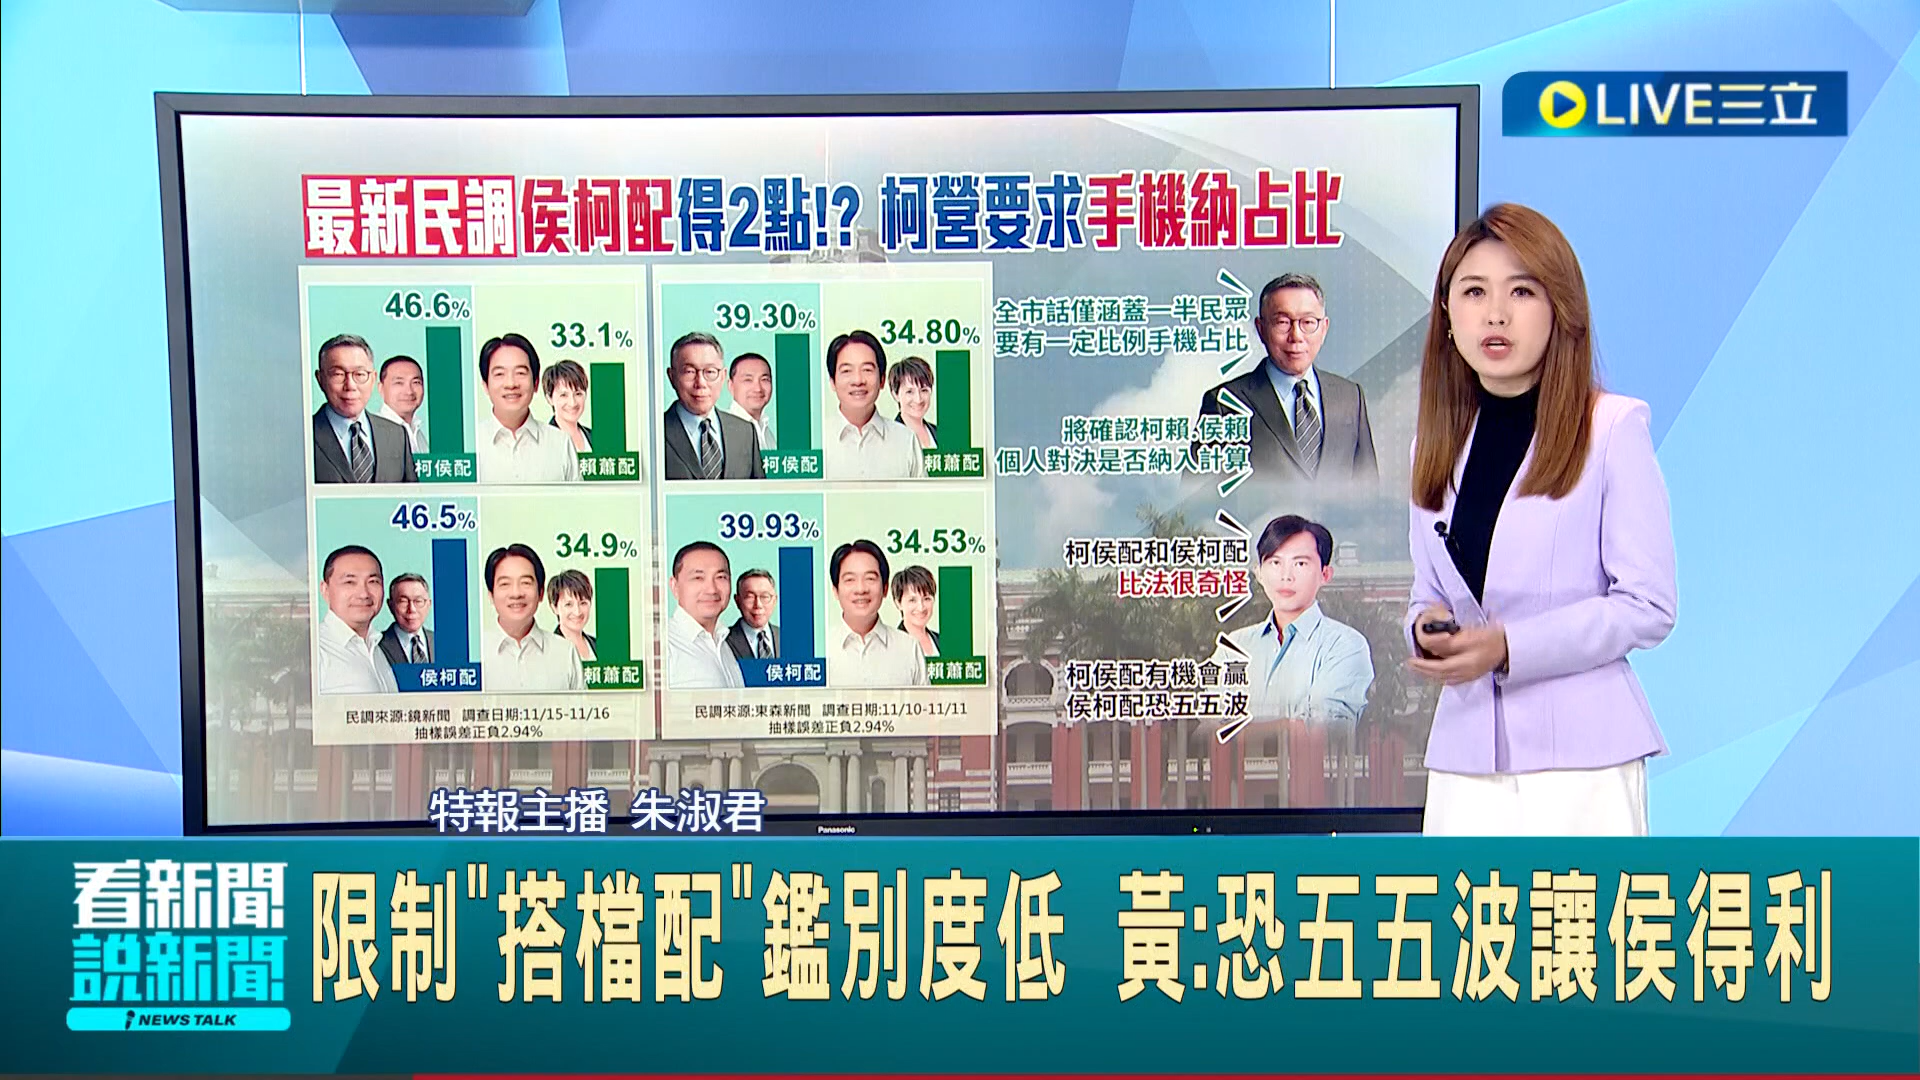 LIVE三立
最新民調侯柯配得2點!? 柯營要求手機納占比
46.6%
33.1%
柯侯配
賴蕭配
39.30%
34.80%
柯侯配
賴蕭配
46.5%
34.9%
侯柯配
賴蕭配
39.93%
34.53%
侯柯配
賴蕭配
民調來源:鏡新聞 調查日期:11/15-11/16
抽樣誤差正負2.94%
民調來源:東森新聞 調查日期:11/10-11/11
抽樣誤差正負2.94%
全市話僅涵蓋一半民眾
要有一定比例手機占比
將確認柯賴.侯賴
個人對決是否納入計算
柯侯配和侯柯配
比法很奇怪
柯侯配有機會贏
侯柯配恐五五波
特報主播 朱淑君
Panasonic
看新聞
說新聞
iNEWS TALK
限制"搭檔配"鑑別度低 黃:恐五五波讓侯得利